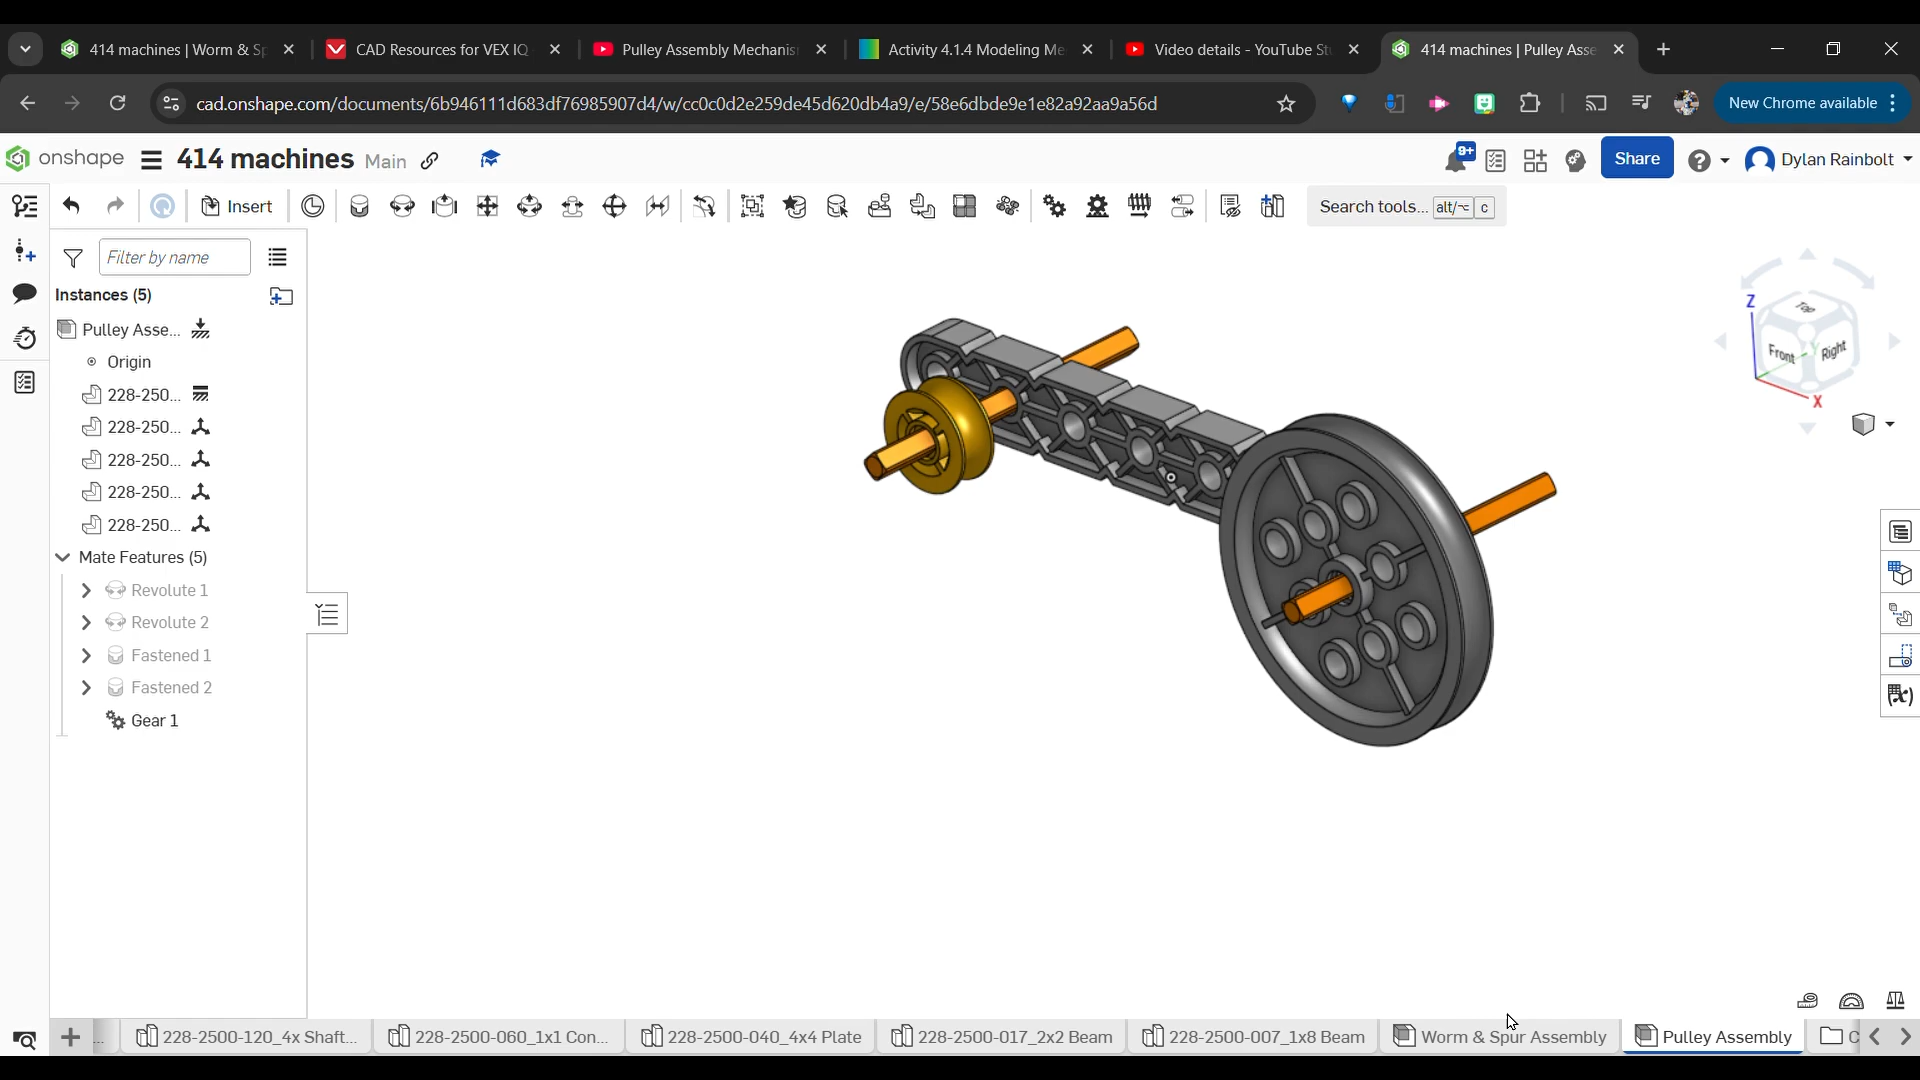 414 machines | Worm & Sp
CAD Resources for VEX IQ
Pulley Assembly Mechanis
Activity 4.1.4 Modeling Me
Video details - YouTube Stu
414 machines | Pulley Asse
cad.onshape.com/documents/6b946111d683df76985907d4/w/cc0c0d2e259de45d620db4a9/e/58e6dbde9e1e82a92aa9a56d
New Chrome available
onshape
414 machines Main
9+
Share
Dylan Rainbolt
Insert
Search tools... alt/⌥ c
Filter by name
Instances (5)
Pulley Asse...
Origin
228-250...
228-250...
228-250...
228-250...
228-250...
Mate Features (5)
Revolute 1
Revolute 2
Fastened 1
Fastened 2
Gear 1
Z
Top
Front
Right
Y
X
...
228-2500-120_4x Shaft...
228-2500-060_1x1 Con...
228-2500-040_4x4 Plate
228-2500-017_2x2 Beam
228-2500-007_1x8 Beam
Worm & Spur Assembly
Pulley Assembly
C